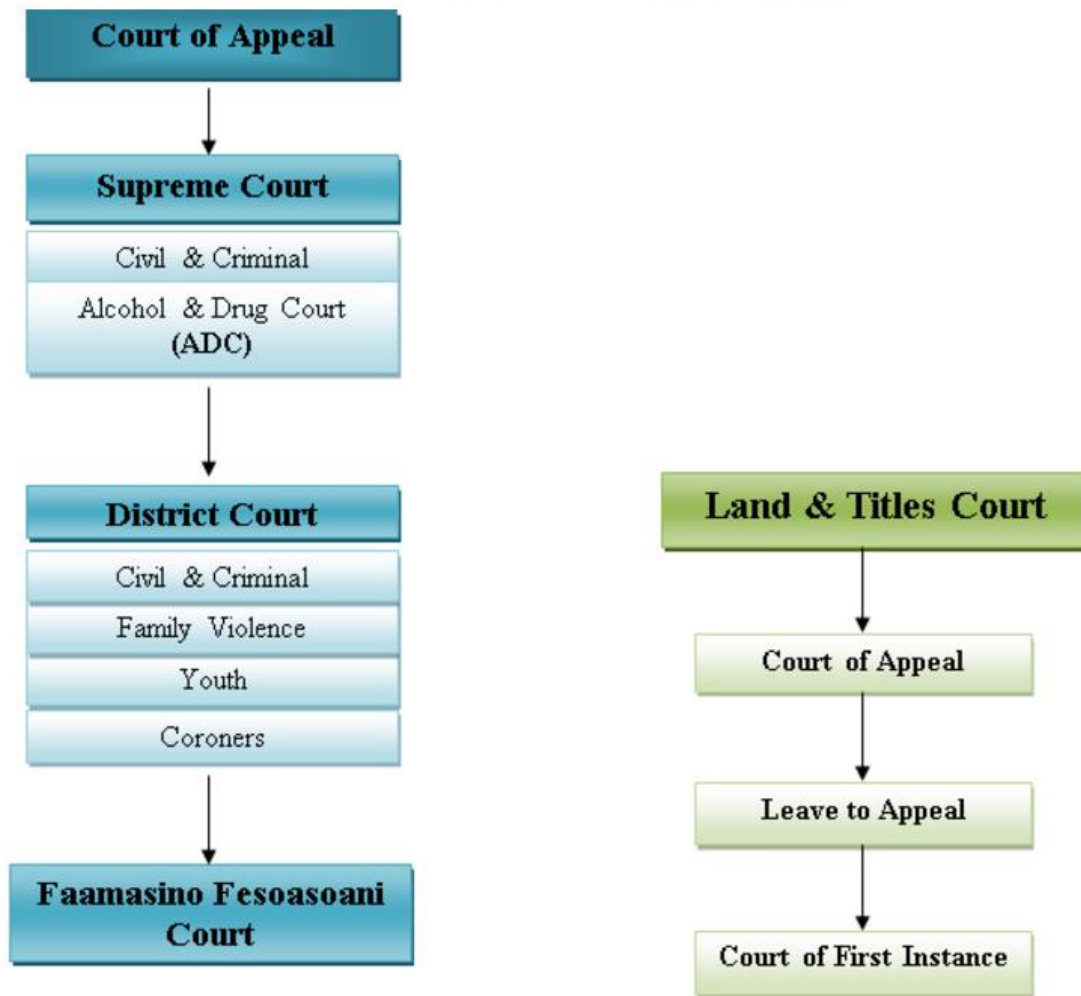 Court of Appeal
Supreme Court
Civil & Criminal
Alcohol & Drug Court
(ADC)
District Court
Civil & Criminal
Family Violence
Youth
Coroners
Faamasino Fesoasoani
Court
Land & Titles Court
Court of Appeal
Leave to Appeal
Court of First Instance